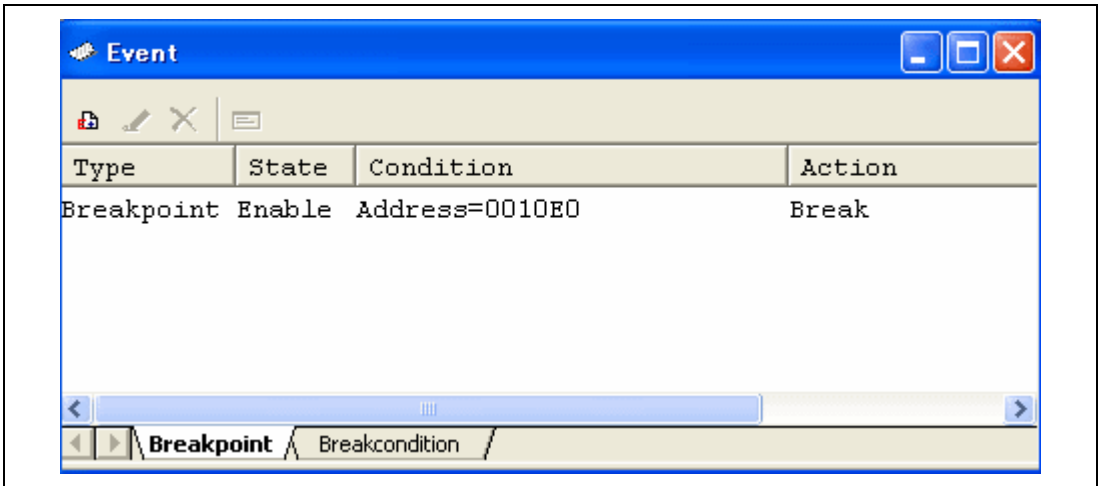 Event
Type State Condition Action
Breakpoint Enable Address=0010E0 Break
Breakpoint Breakcondition